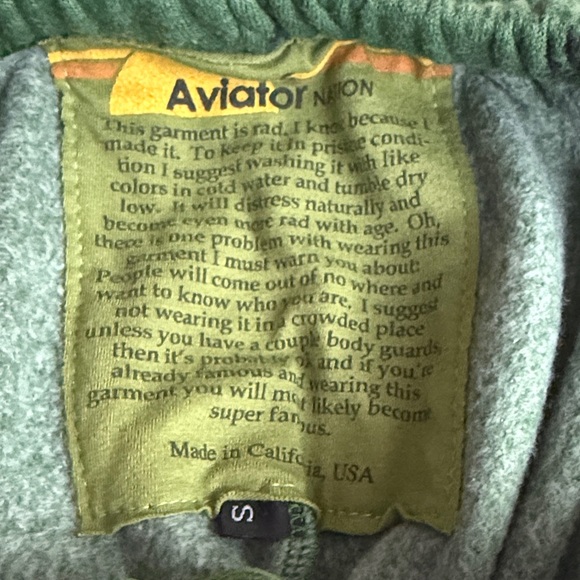 Aviator NATION
This garment is rad. I know because I
made it. To keep it in pristine condi-
tion I suggest washing it with like
colors in cold water and tumble dry
low. It will distress naturally and
become even more rad with age. Oh,
there is one problem with wearing this
garment I must warn you about:
People will come out of no where and
want to know who you are. I suggest
not wearing it in a crowded place
unless you have a couple body guards,
then it's probably ok and if you're
already famous and wearing this
garment you will most likely become
super famous.
Made in California, USA
S